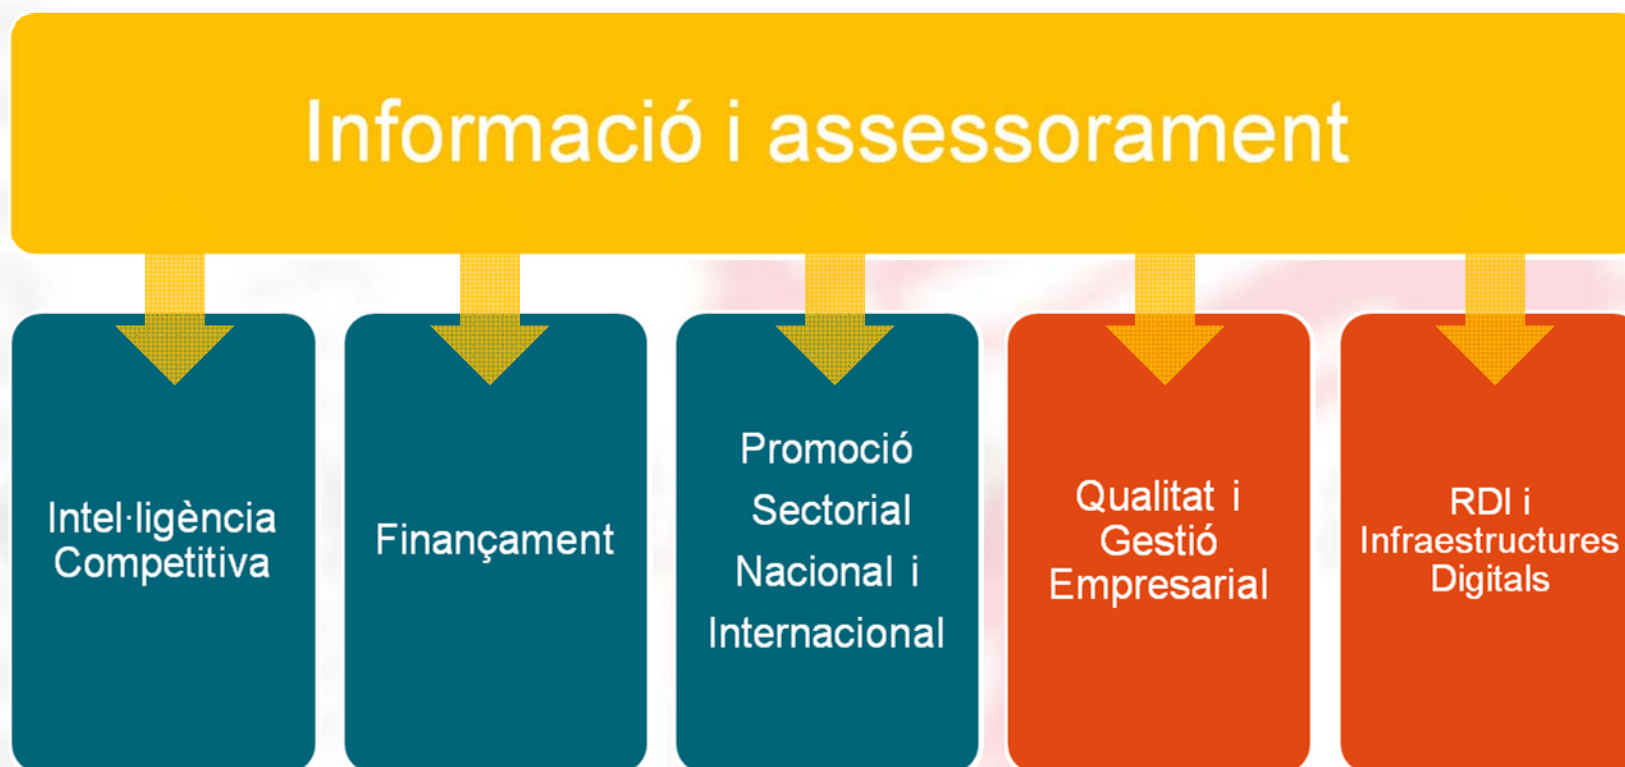 Informació i assessorament
Intel·ligència
Competitiva
Finançament
Promoció
Sectorial
Nacional i
Internacional
Qualitat i
Gestió
Empresarial
RDI i
Infraestructures
Digitals